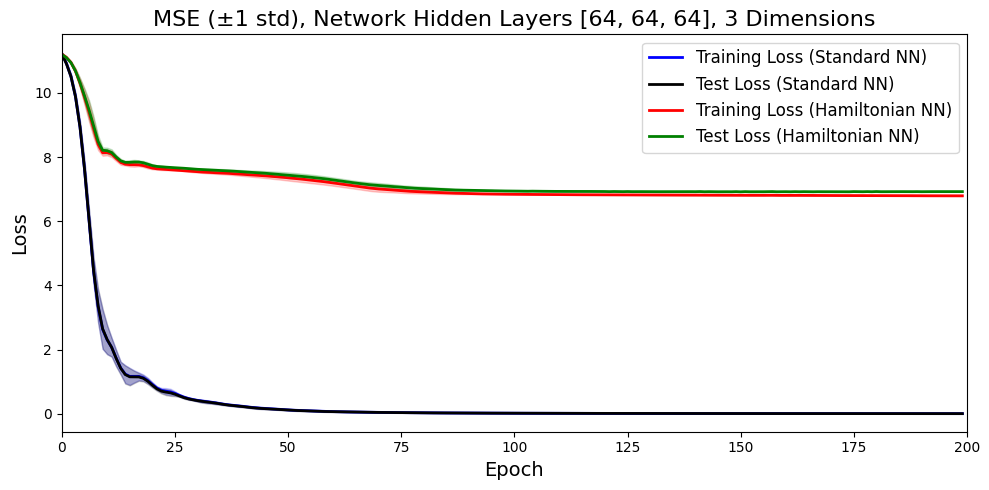 MSE (±1 std), Network Hidden Layers [64, 64, 64], 3 Dimensions
Training Loss (Standard NN)
Test Loss (Standard NN)
Training Loss (Hamiltonian NN)
Test Loss (Hamiltonian NN)
Loss
10
8
6
4
2
0
0 25 50 75 100 125 150 175 200
Epoch